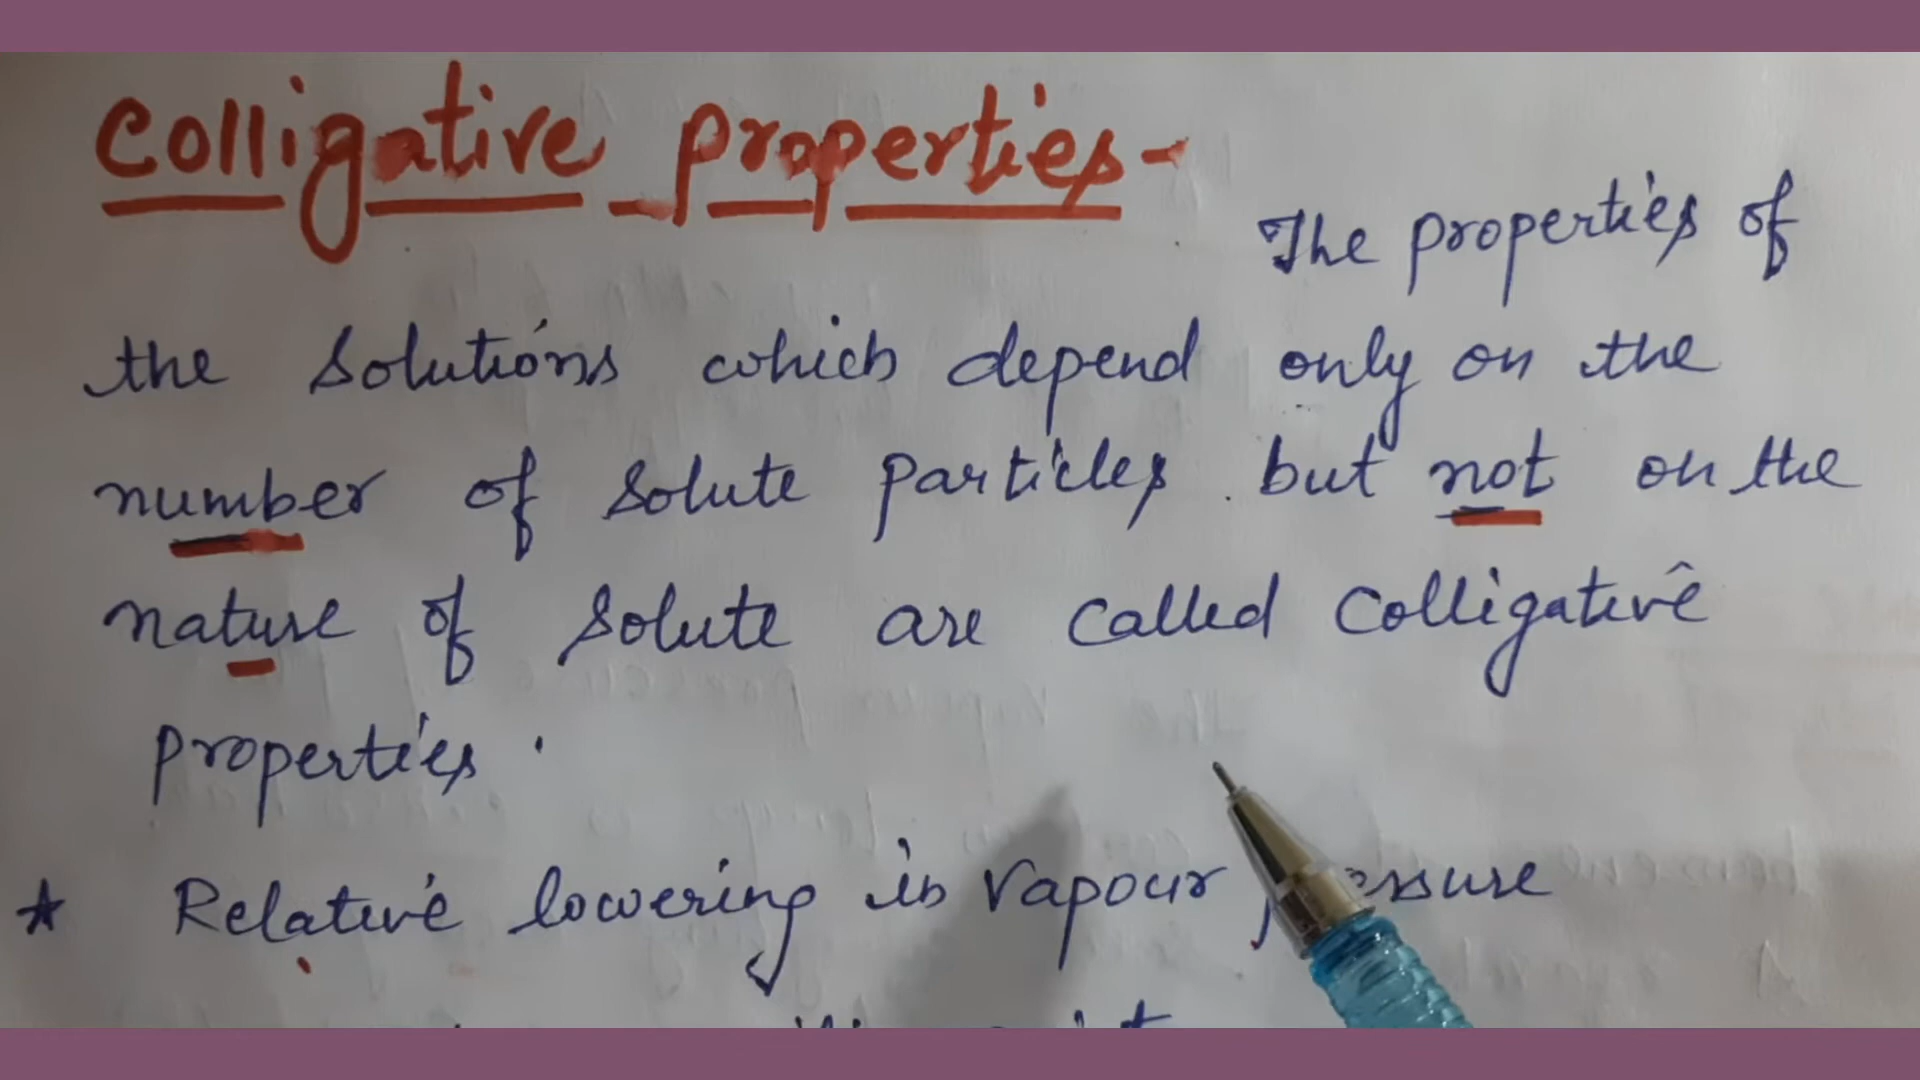 Colligative properties-
The properties of
the solutions which depend only on the
number of solute particles but not on the
nature of solute are called colligative
properties.
★ Relative lowering in vapour